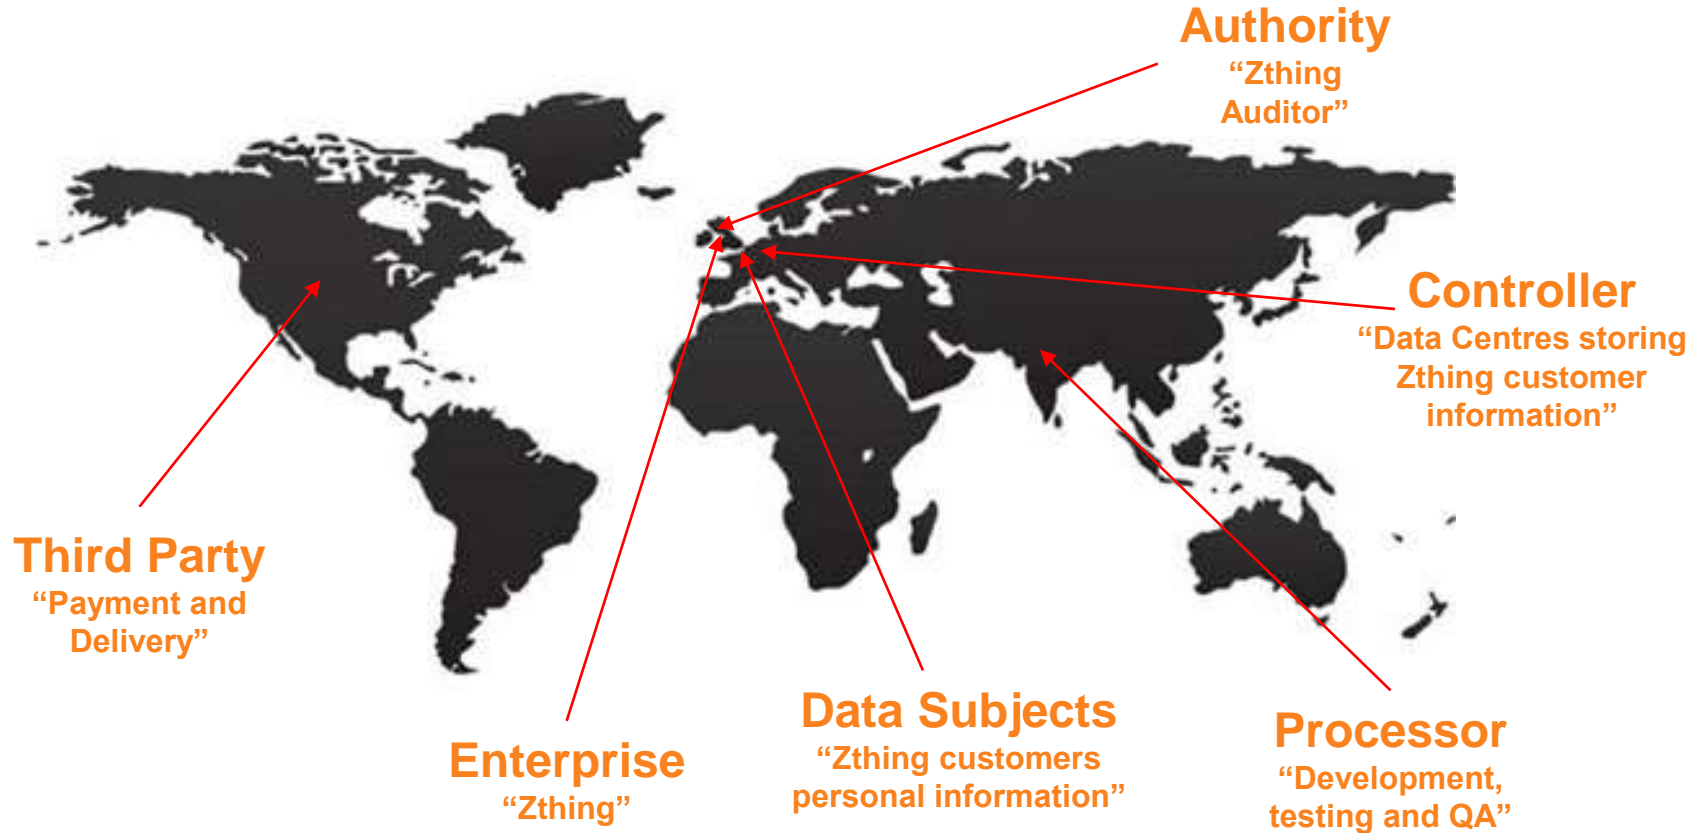 Authority
“Zthing
Auditor”
Controller
“Data Centres storing
Zthing customer
information”
Third Party
“Payment and
Delivery”
Enterprise
“Zthing”
Data Subjects
“Zthing customers
personal information”
Processor
“Development,
testing and QA”